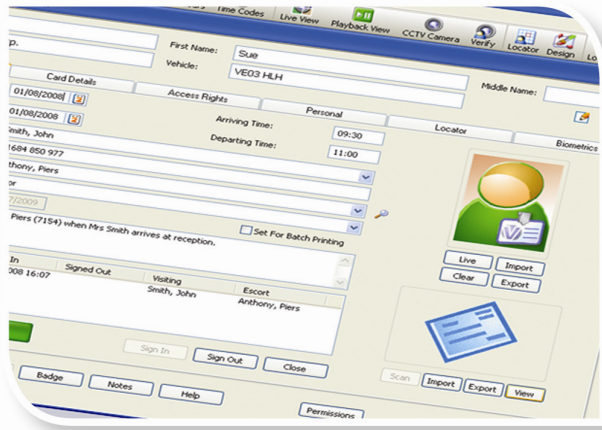 Time Codes Live View Playback View CCTV Camera Verify Locator Design
First Name: Sue Middle Name:
Vehicle: VE03 HLH
Card Details Access Rights Personal Locator Biometrics
01/08/2008 Arriving Time: 09:30
01/08/2008 Departing Time: 11:00
Smith, John
1684 850 977
Anthony, Piers
/2009
Piers (7154) when Mrs Smith arrives at reception. Set For Batch Printing
Live Import
Clear Export
In Signed Out Visiting Escort
008 16:07 Smith, John Anthony, Piers
Sign In Sign Out Close
Scan Import Export View
Badge Notes Help
Permissions